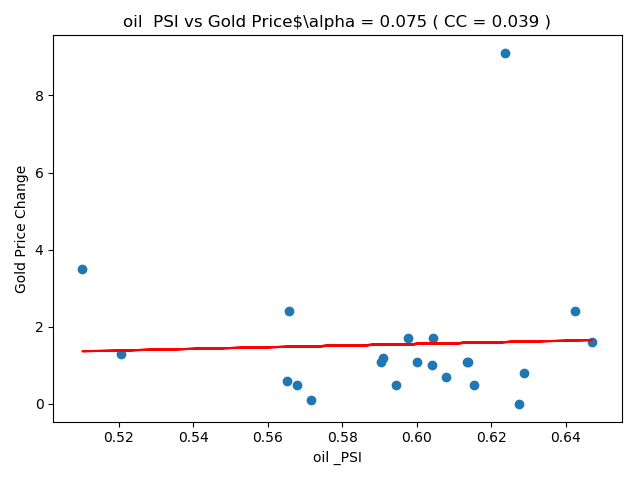 oil  PSI vs Gold Price$\alpha = 0.075 ( CC = 0.039 )
Gold Price Change
8
6
4
2
0
0.52 0.54 0.56 0.58 0.60 0.62 0.64
oil _PSI